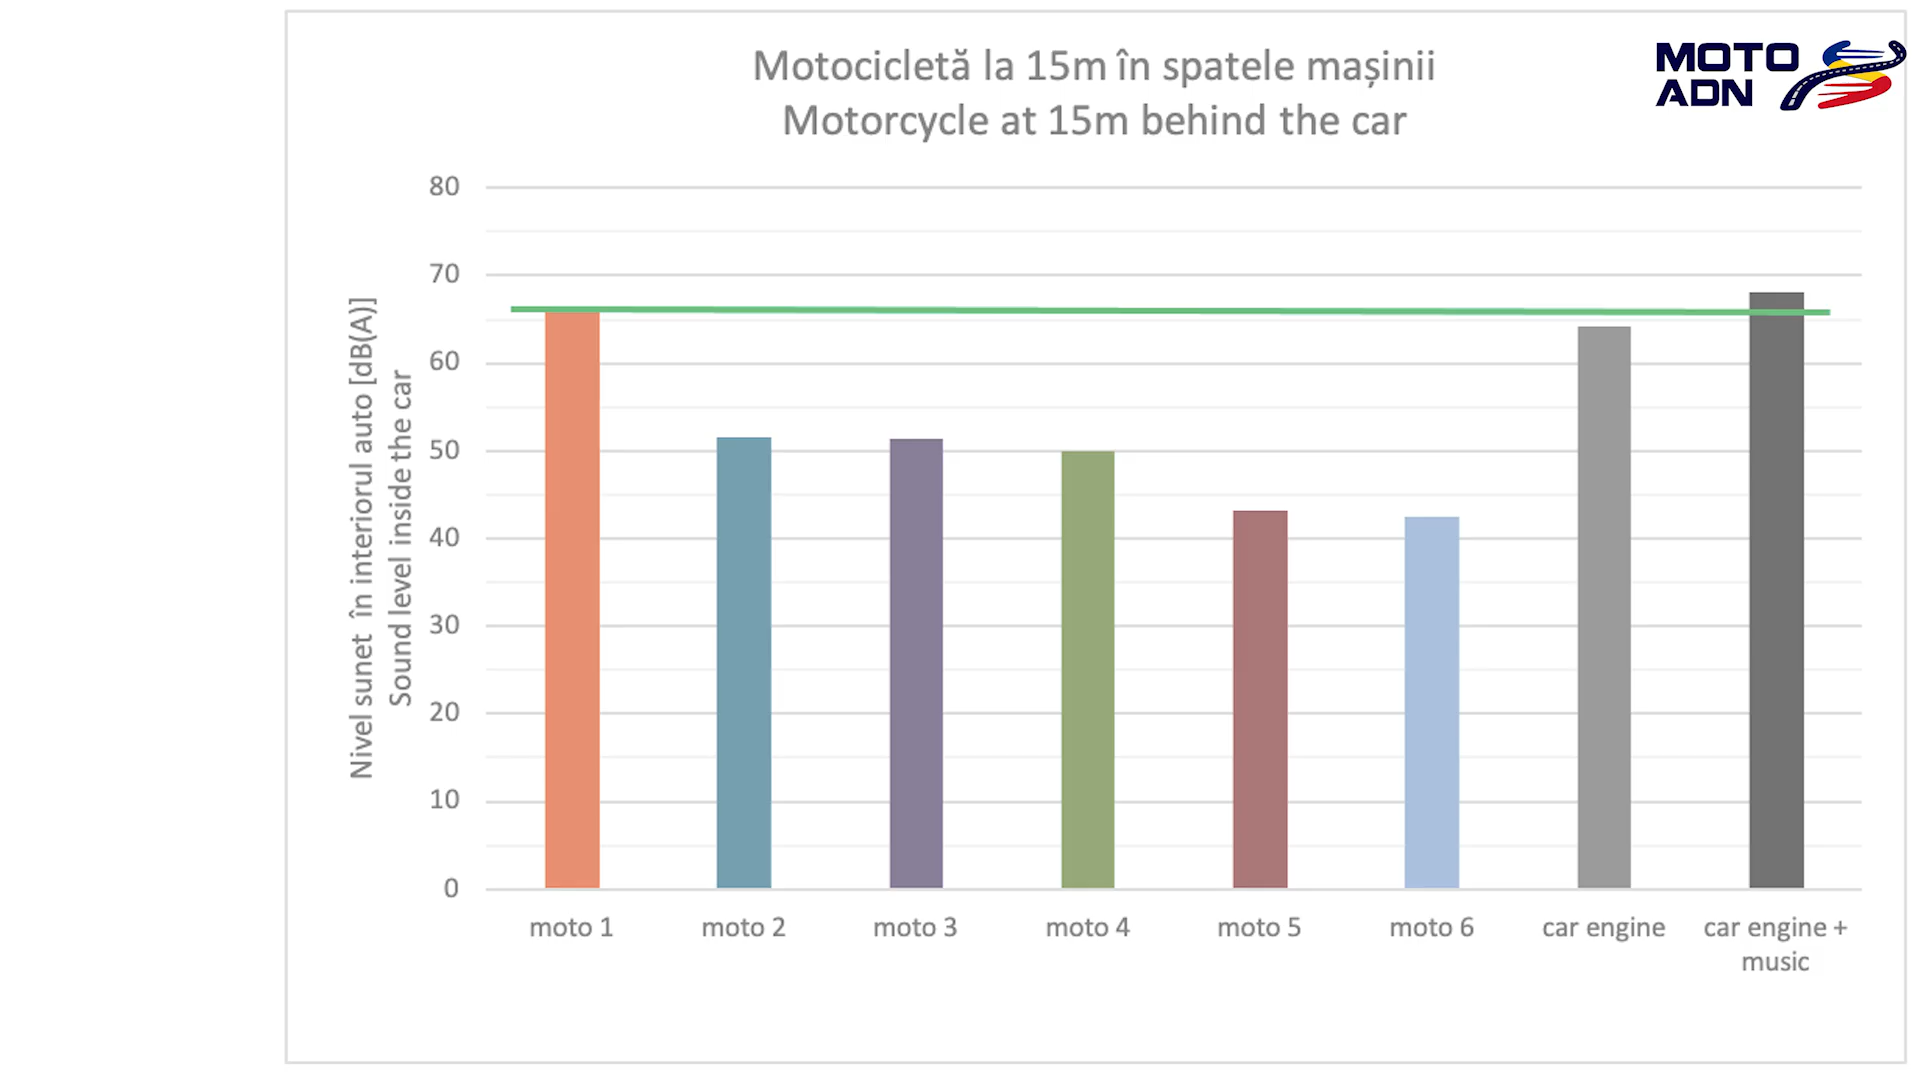 Motocicletă la 15m în spatele mașinii
Motorcycle at 15m behind the car
MOTO
ADN
Nivel sunet în interiorul auto [dB(A)]
Sound level inside the car
80
70
60
50
40
30
20
10
0
moto 1
moto 2
moto 3
moto 4
moto 5
moto 6
car engine
car engine +
music